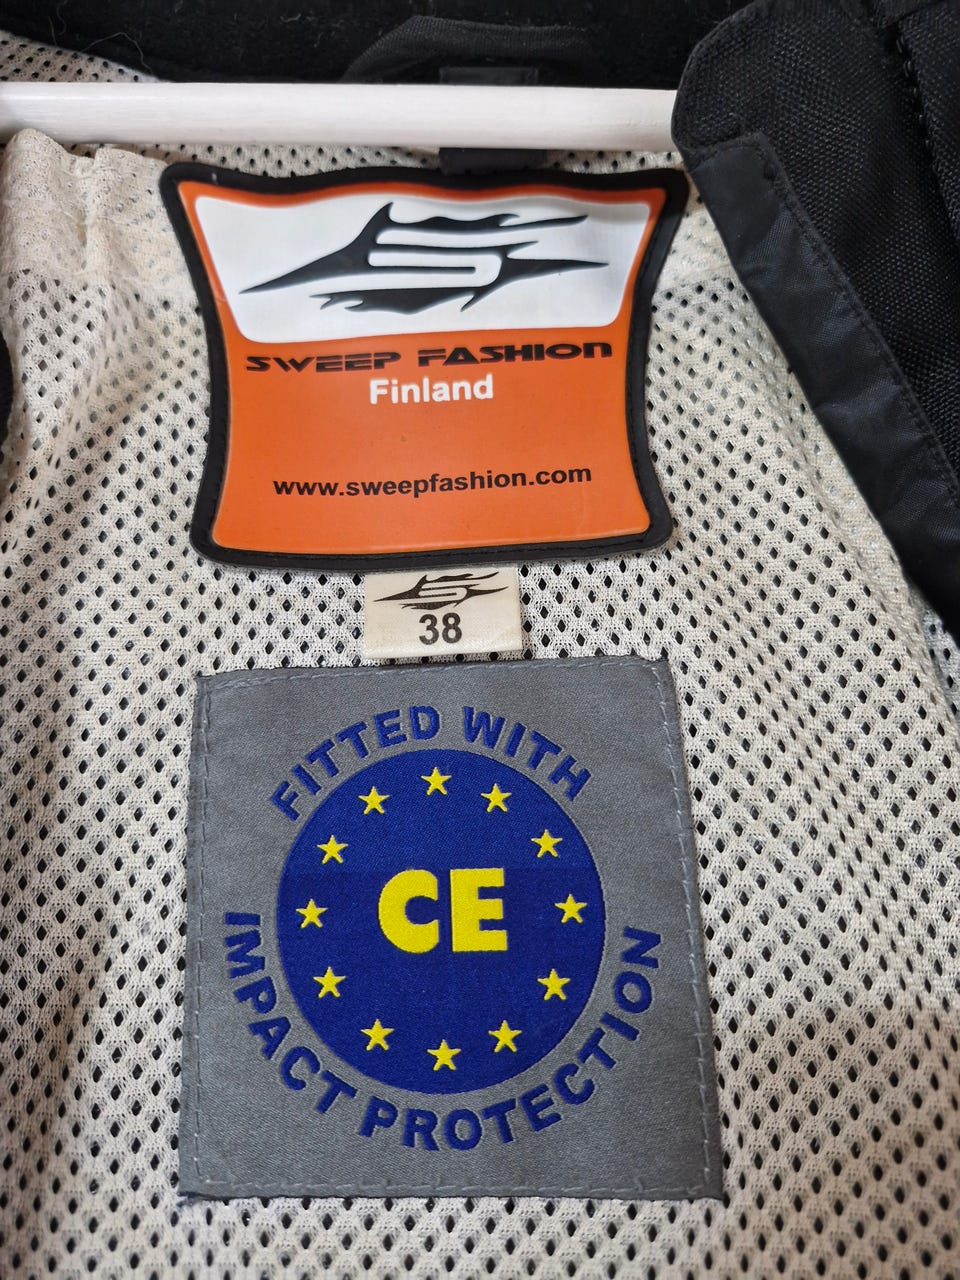 SWEEP FASHION
Finland
www.sweepfashion.com
38
FITTED WITH
CE
IMPACT PROTECTION